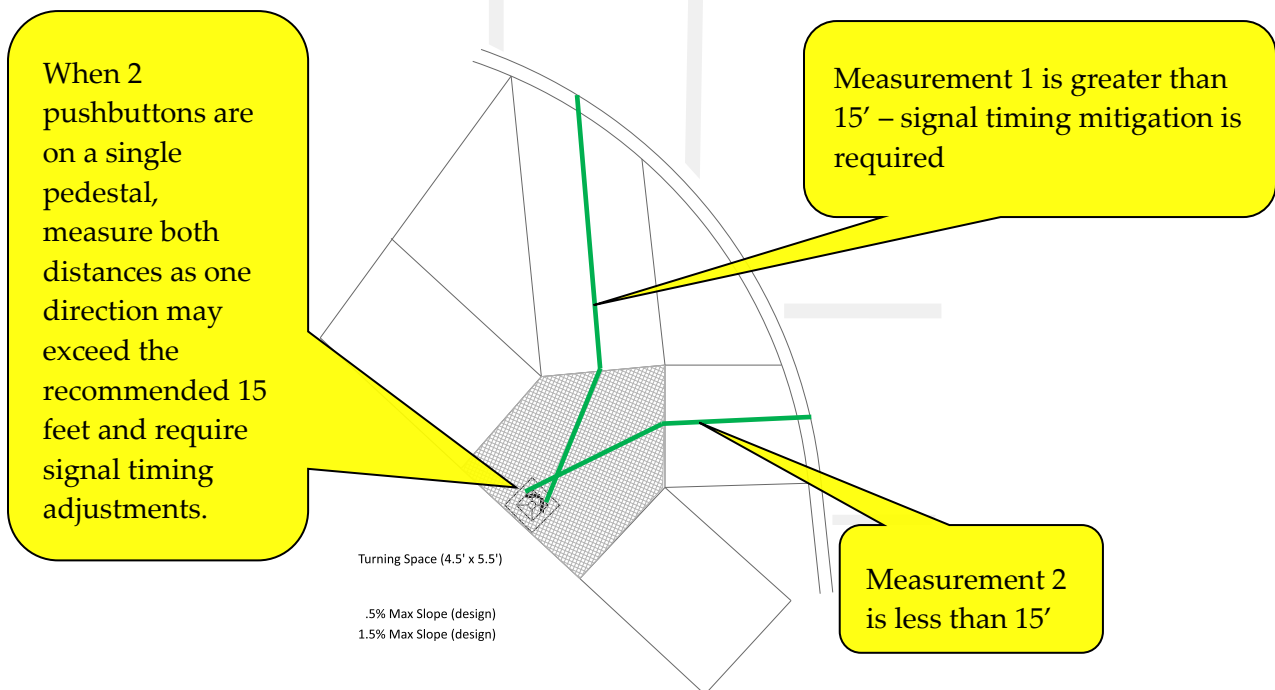 When 2
pushbuttons are
on a single
pedestal,
measure both
distances as one
direction may
exceed the
recommended 15
feet and require
signal timing
adjustments.
Measurement 1 is greater than
15’ – signal timing mitigation is
required
Turning Space (4.5' x 5.5')
.5% Max Slope (design)
1.5% Max Slope (design)
Measurement 2
is less than 15’